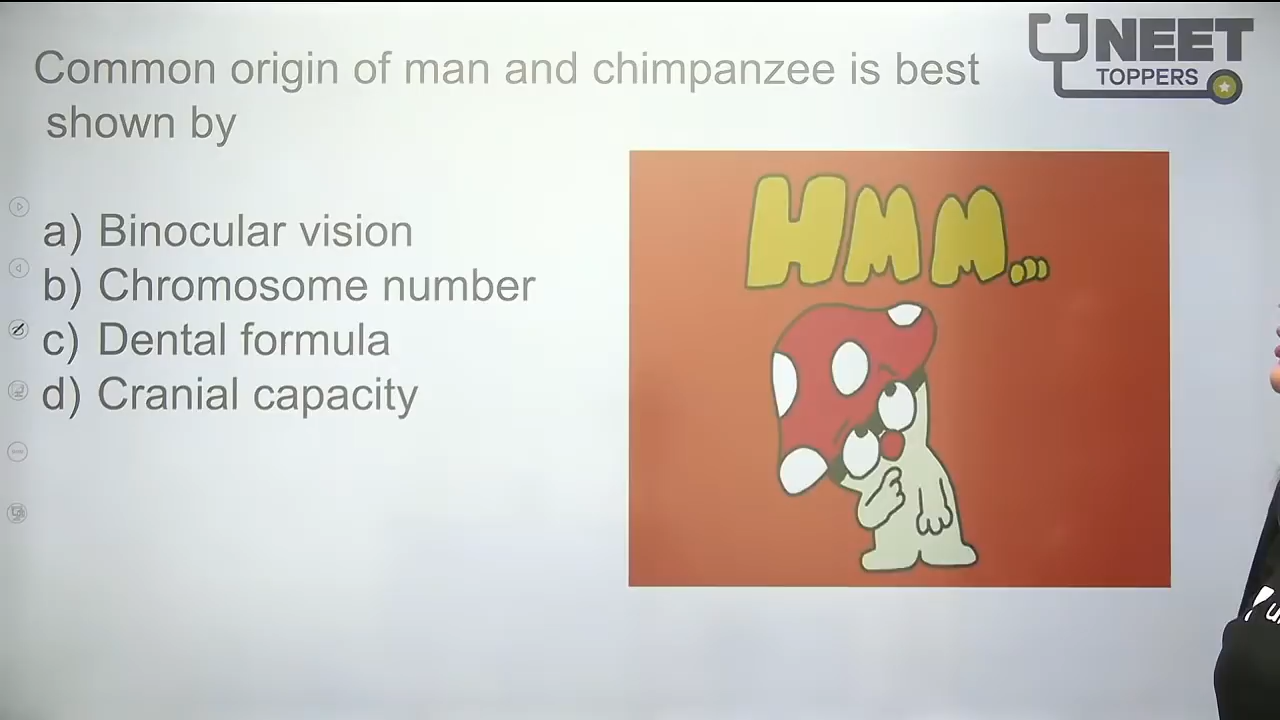 Common origin of man and chimpanzee is best
shown by
a) Binocular vision
b) Chromosome number
c) Dental formula
d) Cranial capacity
NEET
TOPPERS
HMM...